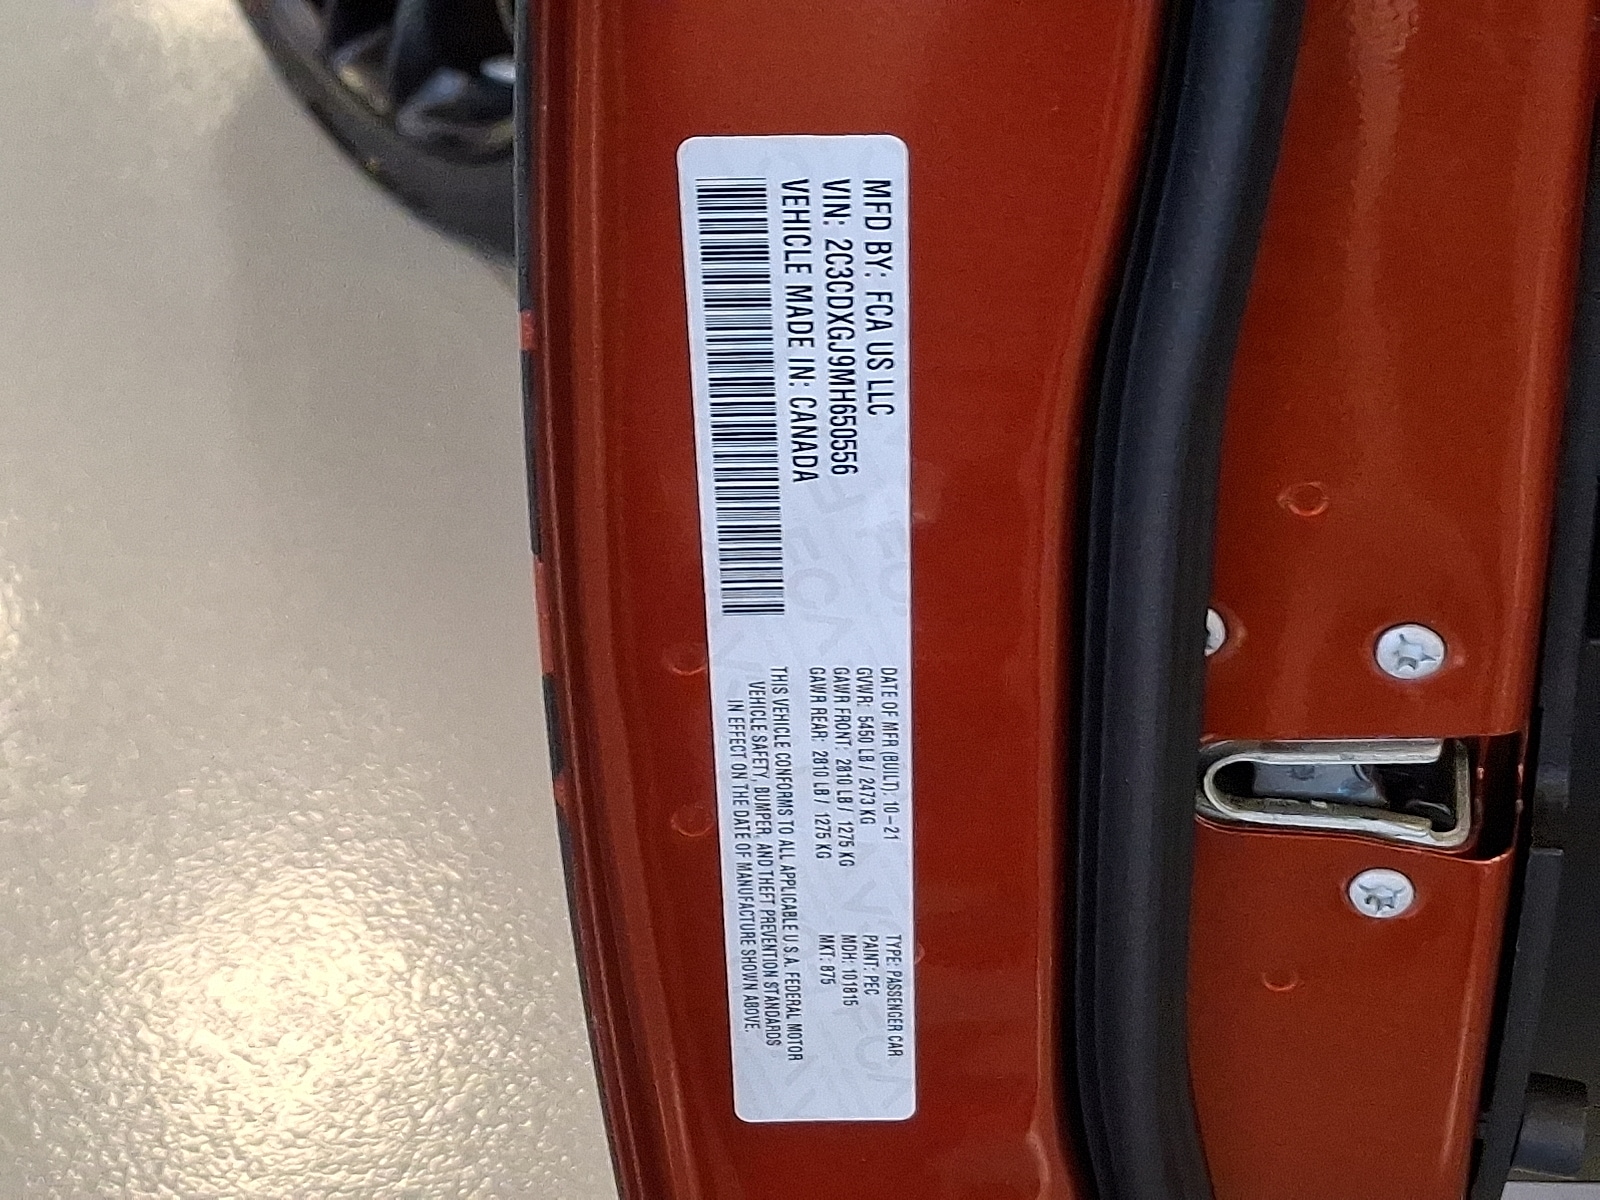 MFD BY: FCA US LLC
VIN: 2C3CDXGJ9MH650556
VEHICLE MADE IN: CANADA
DATE OF MFR (BUILT). 10-21
GVWR: 5450 LB / 2473 KG
GAWR FRONT: 2810 LB / 1275 KG
GAWR REAR: 2810 LB / 1275 KG
TYPE: PASSENGER CAR
PAINT: PEC
MDH: 101815
MKT: 875
THIS VEHICLE CONFORMS TO ALL APPLICABLE U.S.A. FEDERAL MOTOR
VEHICLE SAFETY, BUMPER, AND THEFT PREVENTION STANDARDS
IN EFFECT ON THE DATE OF MANUFACTURE SHOWN ABOVE.